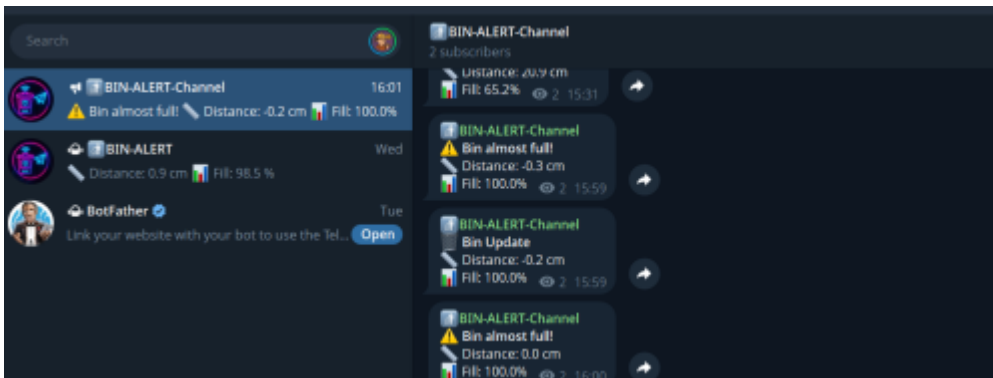 Search
BIN-ALERT-Channel
16:01
Bin almost full! Distance: -0.2 cm Fill: 100.0%
BIN-ALERT
Wed
Distance: 0.9 cm Fill: 98.5 %
BotFather
Tue
Link your website with your bot to use the Tel...
Open
BIN-ALERT-Channel
2 subscribers
Distance: 20.9 cm
Fill: 65.2% 2 15:31
BIN-ALERT-Channel
Bin almost full!
Distance: -0.3 cm
Fill: 100.0% 2 15:59
BIN-ALERT-Channel
Bin Update
Distance: -0.2 cm
Fill: 100.0% 2 15:59
BIN-ALERT-Channel
Bin almost full!
Distance: 0.0 cm
Fill: 100.0% 2 16:00